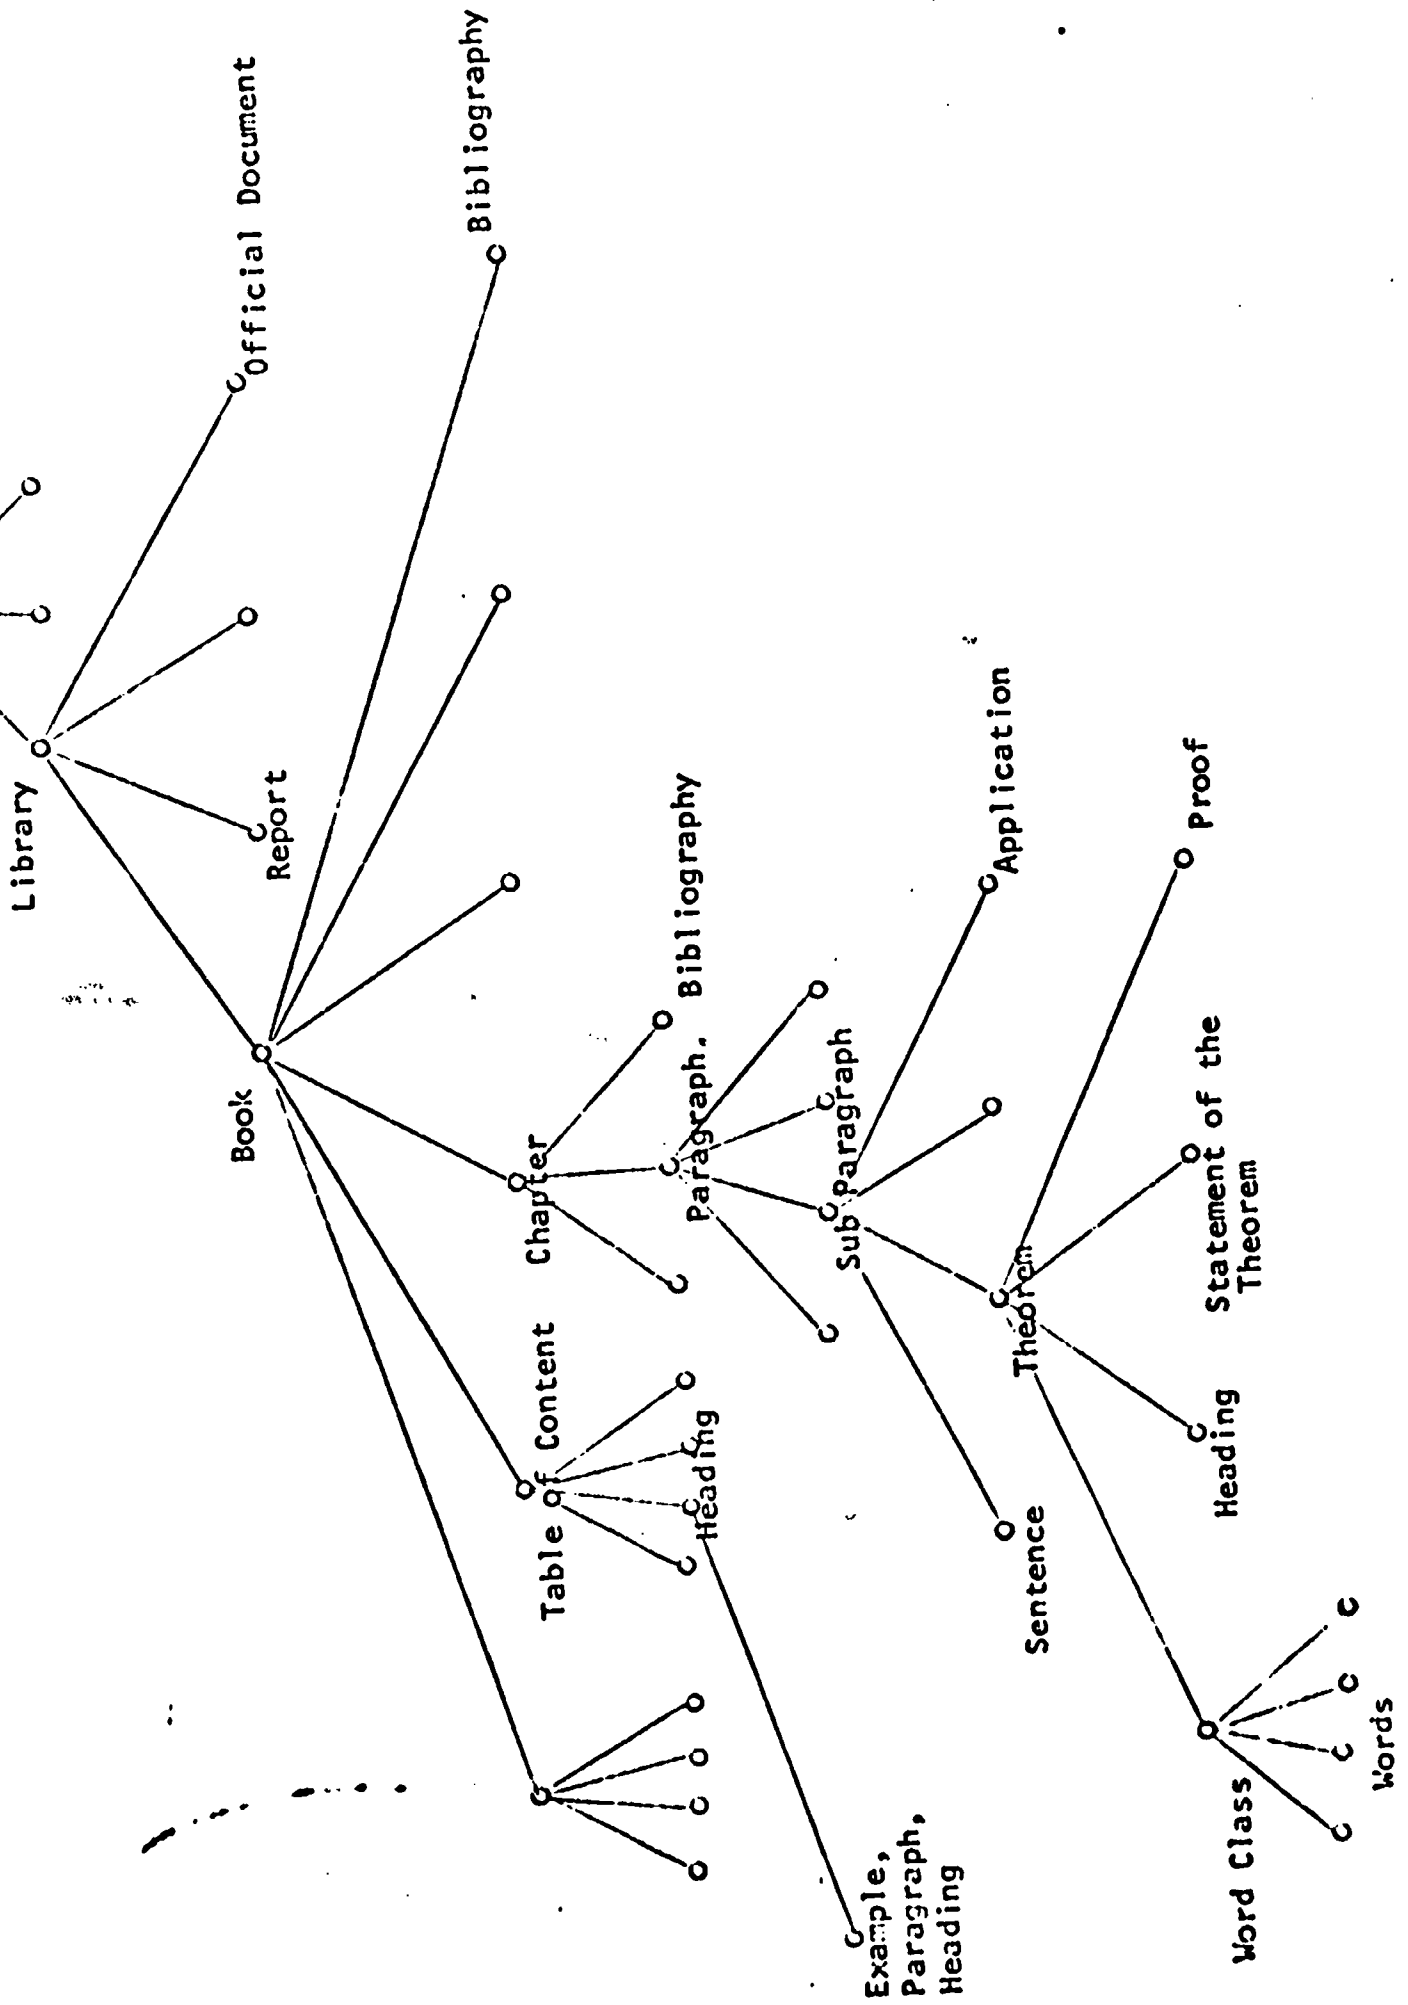 Library
Official Document
Report
Book
Bibliography
Table of Content
Chapter
Bibliography
Heading
Paragraph.
Example,
Paragraph,
Heading
Sub Paragraph
Sentence
Theorem
Application
Word Class
Heading
Statement of the
Theorem
Proof
Words